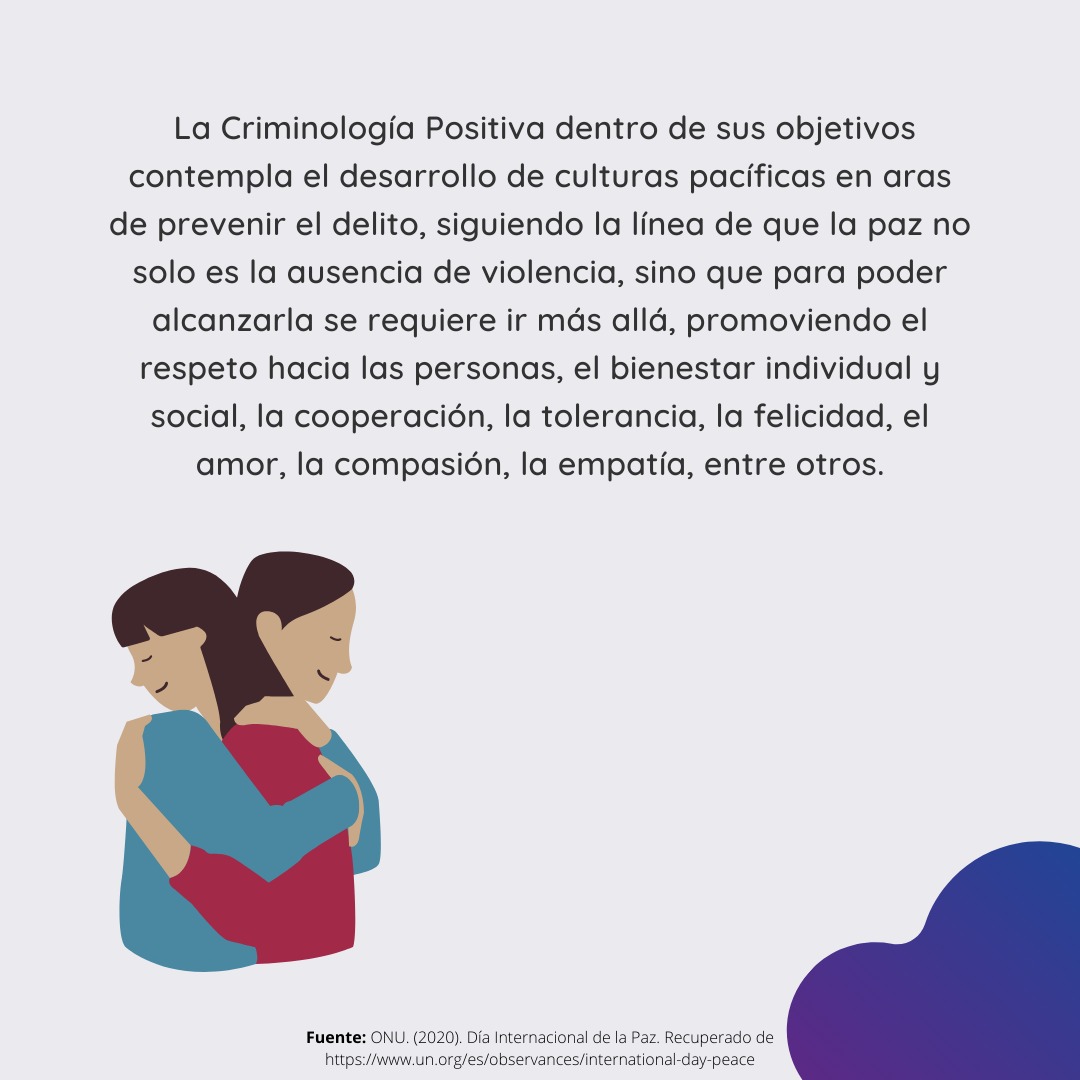 La Criminología Positiva dentro de sus objetivos
contempla el desarrollo de culturas pacíficas en aras
de prevenir el delito, siguiendo la línea de que la paz no
solo es la ausencia de violencia, sino que para poder
alcanzarla se requiere ir más allá, promoviendo el
respeto hacia las personas, el bienestar individual y
social, la cooperación, la tolerancia, la felicidad, el
amor, la compasión, la empatía, entre otros.
Fuente: ONU. (2020). Día Internacional de la Paz. Recuperado de
https://www.un.org/es/observances/international-day-peace